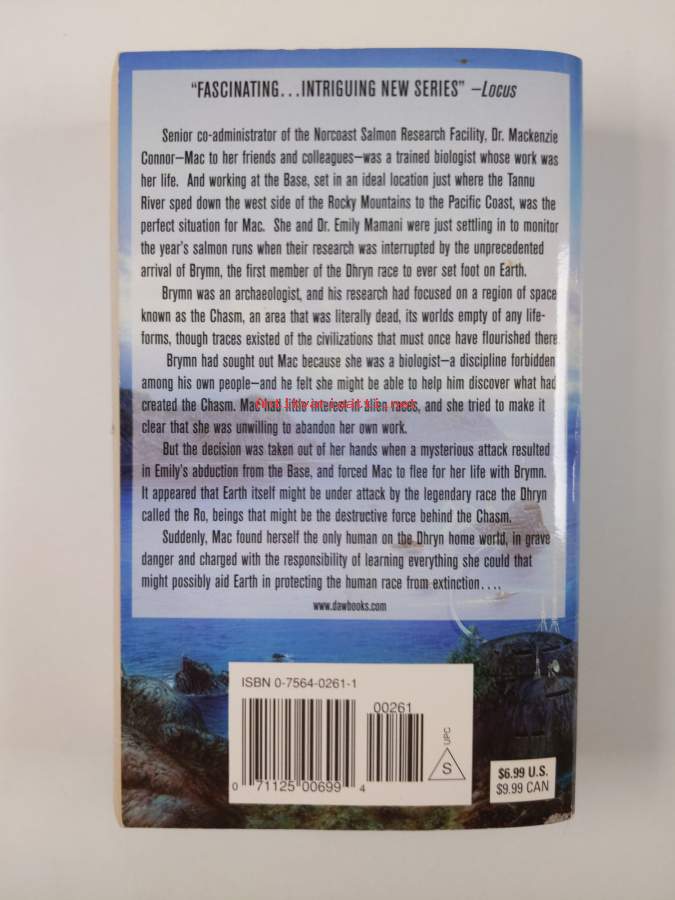 "FASCINATING...INTRIGUING NEW SERIES" —Locus
Senior co-administrator of the Norcoast Salmon Research Facility, Dr. Mackenzie
Connor—Mac to her friends and colleagues—was a trained biologist whose work was
her life. And working at the Base, set in an ideal location just where the Tannu
River sped down the west side of the Rocky Mountains to the Pacific Coast, was the
perfect situation for Mac. She and Dr. Emily Mamani were just settling in to monitor
the year's salmon runs when their research was interrupted by the unprecedented
arrival of Brymn, the first member of the Dhryn race to ever set foot on Earth.
Brymn was an archaeologist, and his research had focused on a region of space
known as the Chasm, an area that was literally dead, its worlds empty of any life-
forms, though traces existed of the civilizations that must once have flourished there.
Brymn had sought out Mac because she was a biologist—a discipline forbidden
among his own people—and he felt she might be able to help him discover what had
created the Chasm. Mac had little interest in alien races, and she tried to make it
clear that she was unwilling to abandon her own work.
But the decision was taken out of her hands when a mysterious attack resulted
in Emily's abduction from the Base, and forced Mac to flee for her life with Brymn.
It appeared that Earth itself might be under attack by the legendary race the Dhryn
called the Ro, beings that might be the destructive force behind the Chasm.
Suddenly, Mac found herself the only human on the Dhryn home world, in grave
danger and charged with the responsibility of learning everything she could that
might possibly aid Earth in protecting the human race from extinction....
www.dawbooks.com
ISBN 0-7564-0261-1
00261
0 71125 00699 4
UPC
S
$6.99 U.S.
$9.99 CAN